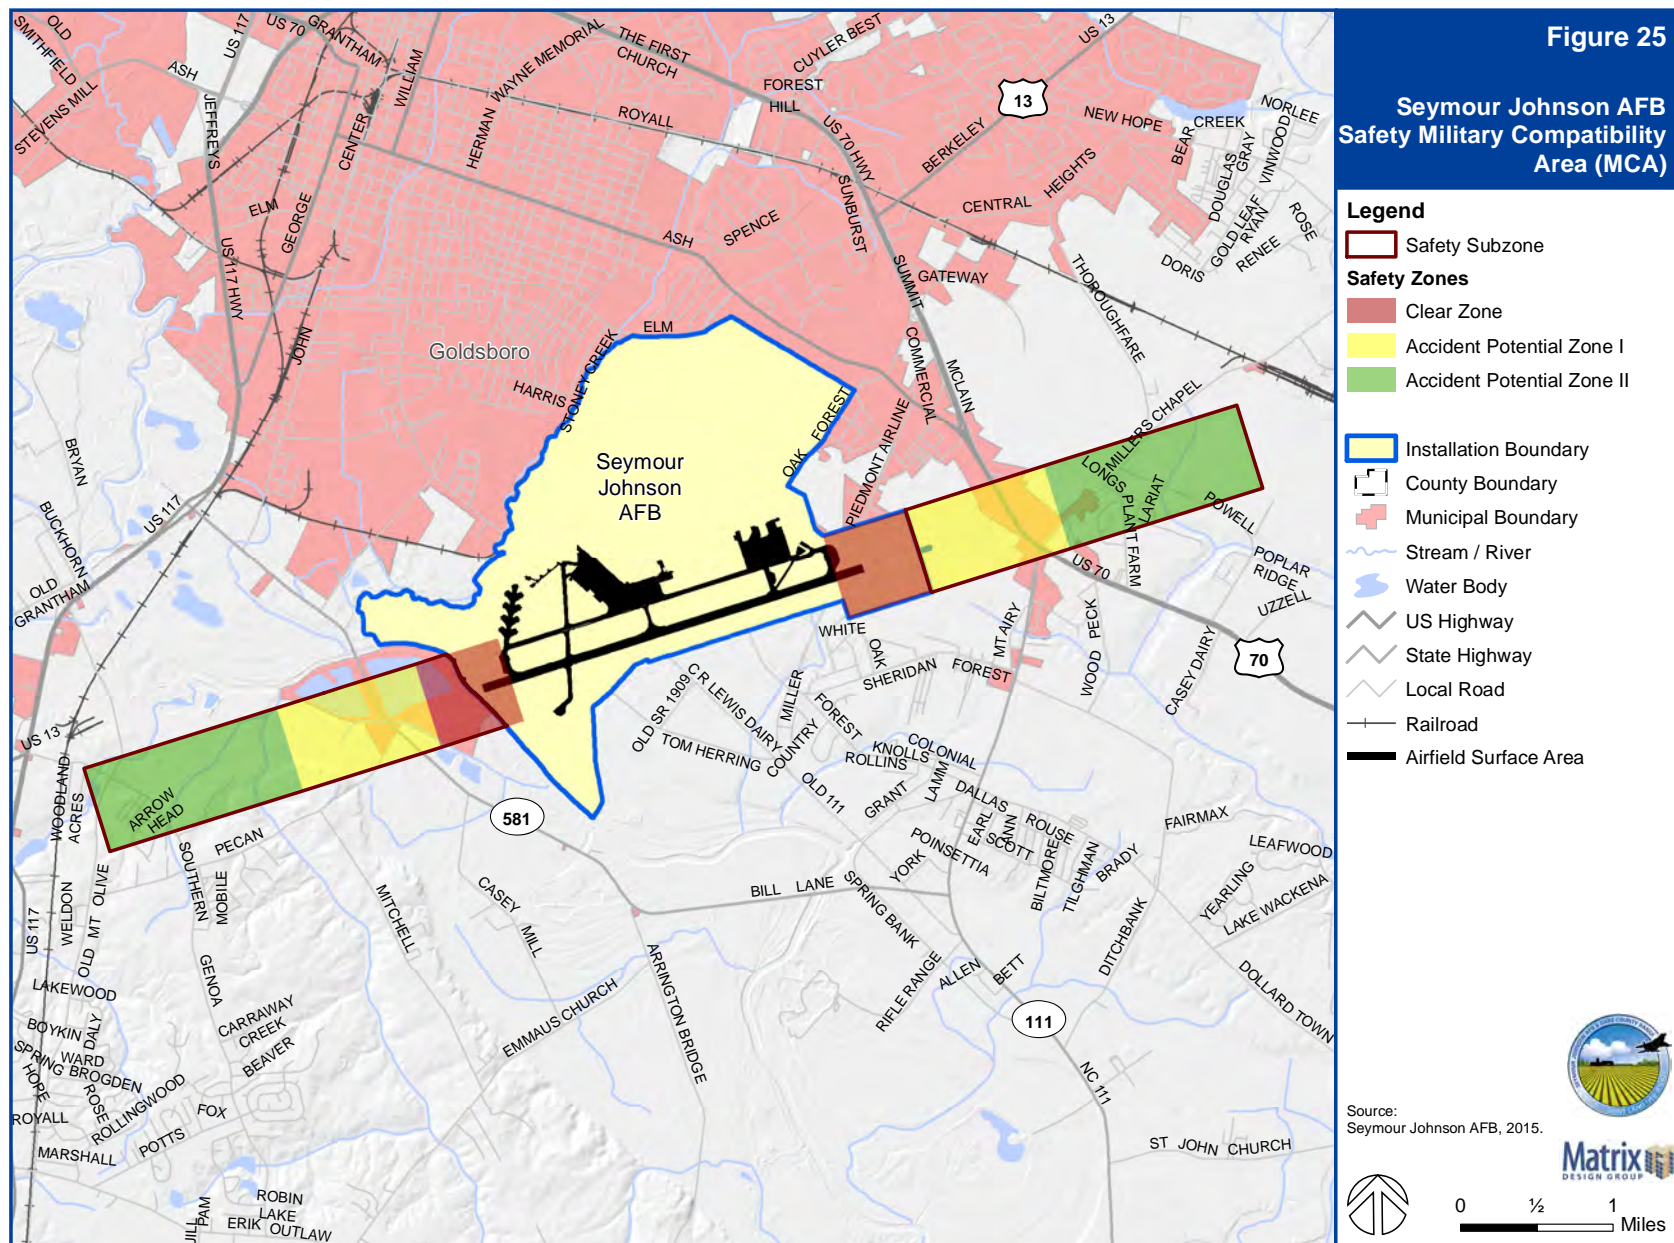 Figure 25
Seymour Johnson AFB
Safety Military Compatibility
Area (MCA)
Legend
Safety Subzone
Safety Zones
Clear Zone
Accident Potential Zone I
Accident Potential Zone II
Installation Boundary
County Boundary
Municipal Boundary
Stream / River
Water Body
US Highway
State Highway
Local Road
Railroad
Airfield Surface Area
Source:
Seymour Johnson AFB, 2015.
Matrix
DESIGN GROUP
0 ½ 1
Miles
OLD
SMITHFIELD
STEVENS MILL
ASH
US 117
US 70
GRANTHAM
JEFFREYS
CENTER
WILLIAM
HERMAN
WAYNE MEMORIAL
THE FIRST
CHURCH
CUYLER BEST
FOREST
HILL
US 13
13
ROYALL
US 70 HWY
BERKELEY
NEW HOPE
BEAR
CREEK
NORLEE
DOUGLAS
GRAY
VINWOOD
GOLD LEAF
RYAN
RENEE
ROSE
DORIS
CENTRAL
HEIGHTS
SUNBURST
SPENCE
ASH
ELM
GEORGE
US 117 HWY
JOHN
SUMMIT
GATEWAY
THOROUGHFARE
Goldsboro
HARRIS
STONEY CREEK
ELM
COMMERCIAL
MCLAIN
OAK FOREST
PIEDMONT AIRLINE
MILLERS CHAPEL
LONGS
PLANT FARM
LARIAT
POWELL
POPLAR
RIDGE
UZZELL
US 70
70
CASEY DAIRY
WOOD PECK
MT AIRY
Seymour
Johnson
AFB
BRYAN
BUCKHORN
US 117
OLD
GRANTHAM
US 13
WOODLAND
ACRES
ARROW
HEAD
WHITE
OAK
SHERIDAN FOREST
OLD SR 1909
C R LEWIS DAIRY
MILLER
COUNTRY
FOREST
KNOLLS
COLONIAL
ROLLINS
TOM HERRING
OLD 111
GRANT
LAMM
DALLAS
EARL
ANN
SCOTT
ROUSE
POINSETTIA
YORK
BILTMORE
TILGHMAN
BRADY
FAIRMAX
LEAFWOOD
YEARLING
LAKE WACKENA
581
SOUTHERN
PECAN
MOBILE
MITCHELL
CASEY
MILL
BILL LANE
SPRING BANK
US 117
WELDON
OLD MT OLIVE
GENOA
LAKEWOOD
BOYKIN
DALY
WARD
SPRING BROGDEN
HOPE
ROSE
ROLLINGWOOD
ROYALL
MARSHALL
POTTS
FOX
CARRAWAY
CREEK
BEAVER
EMMAUS CHURCH
ARRINGTON BRIDGE
RIFLE RANGE
ALLEN
BETT
DITCHBANK
DOLLARD TOWN
111
NC 111
ST JOHN CHURCH
JILL
PAM
ROBIN
LAKE
ERIK
OUTLAW